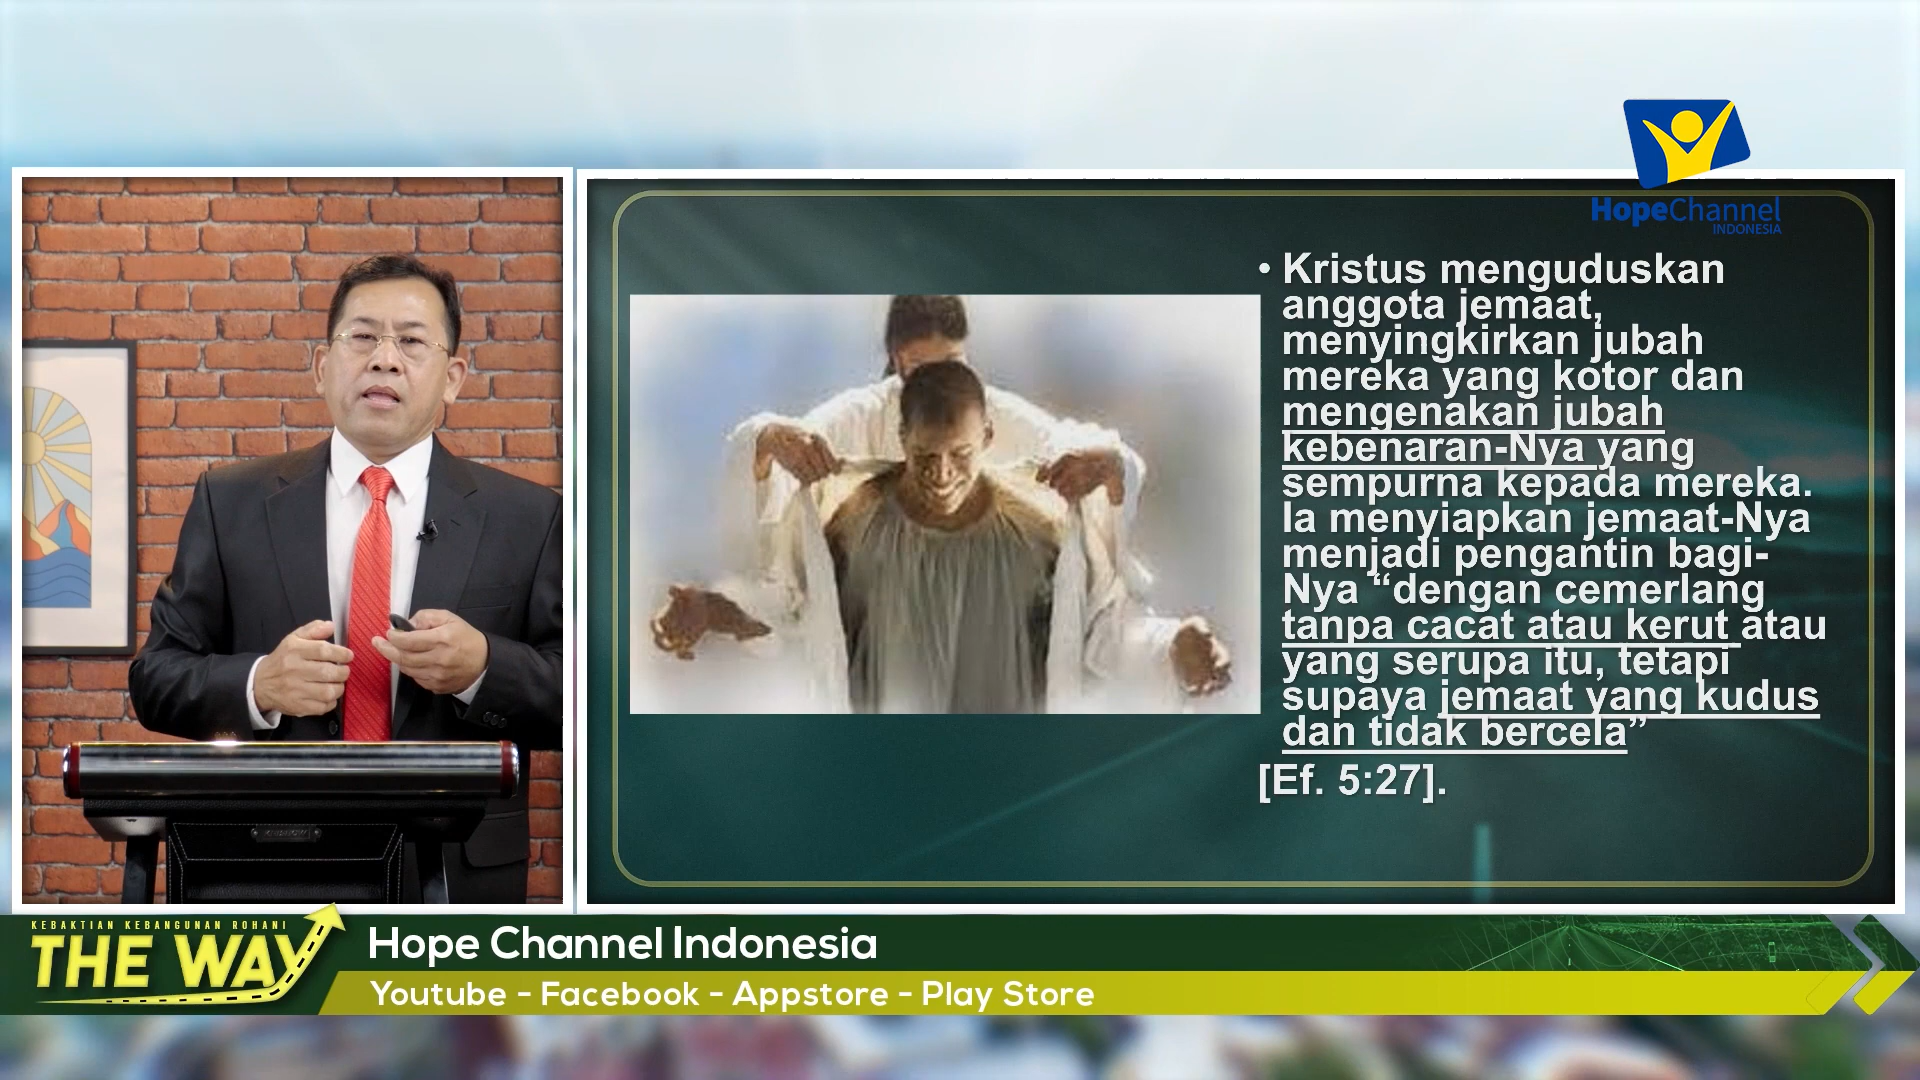 HopeChannel
INDONESIA
• Kristus menguduskan
anggota jemaat,
menyingkirkan jubah
mereka yang kotor dan
mengenakan jubah
kebenaran-Nya yang
sempurna kepada mereka.
Ia menyiapkan jemaat-Nya
menjadi pengantin bagi-
Nya “dengan cemerlang
tanpa cacat atau kerut atau
yang serupa itu, tetapi
supaya jemaat yang kudus
dan tidak bercela”
[Ef. 5:27].
KEBAKTIAN KEBANGUNAN ROHANI
THE WAY
Hope Channel Indonesia
Youtube - Facebook - Appstore - Play Store